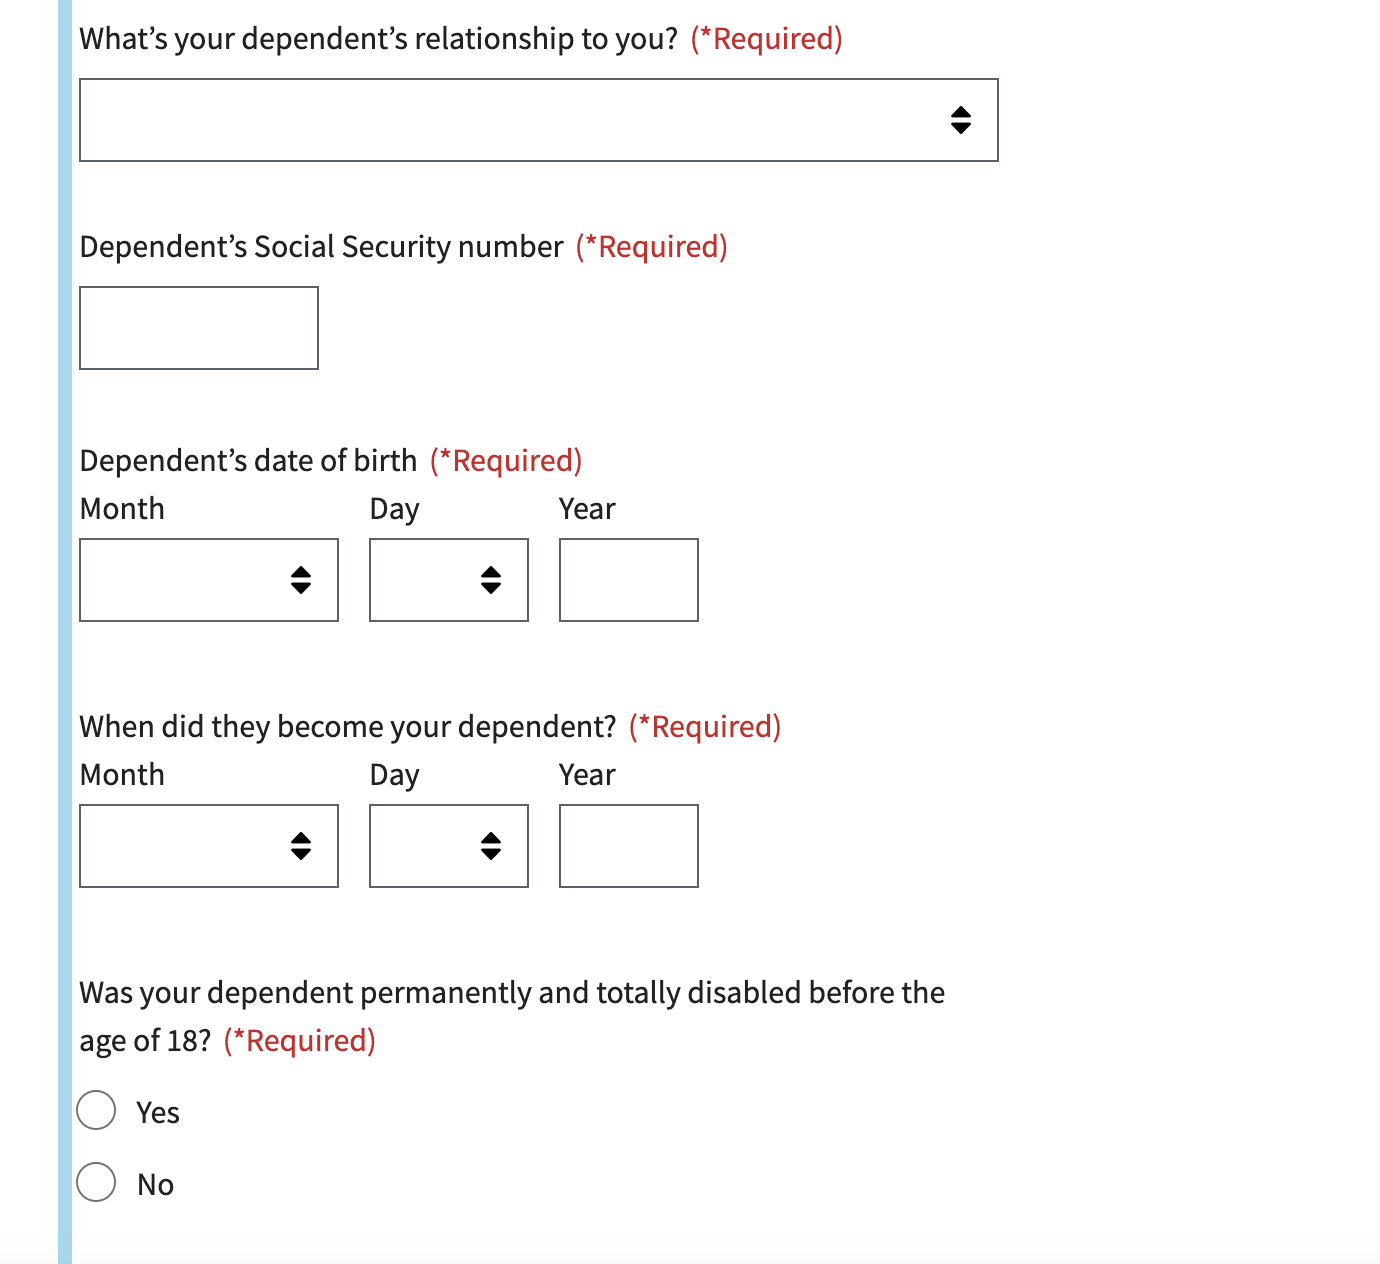 What’s your dependent’s relationship to you? (*Required)
Dependent’s Social Security number (*Required)
Dependent’s date of birth (*Required)
Month Day Year
When did they become your dependent? (*Required)
Month Day Year
Was your dependent permanently and totally disabled before the
age of 18? (*Required)
Yes
No